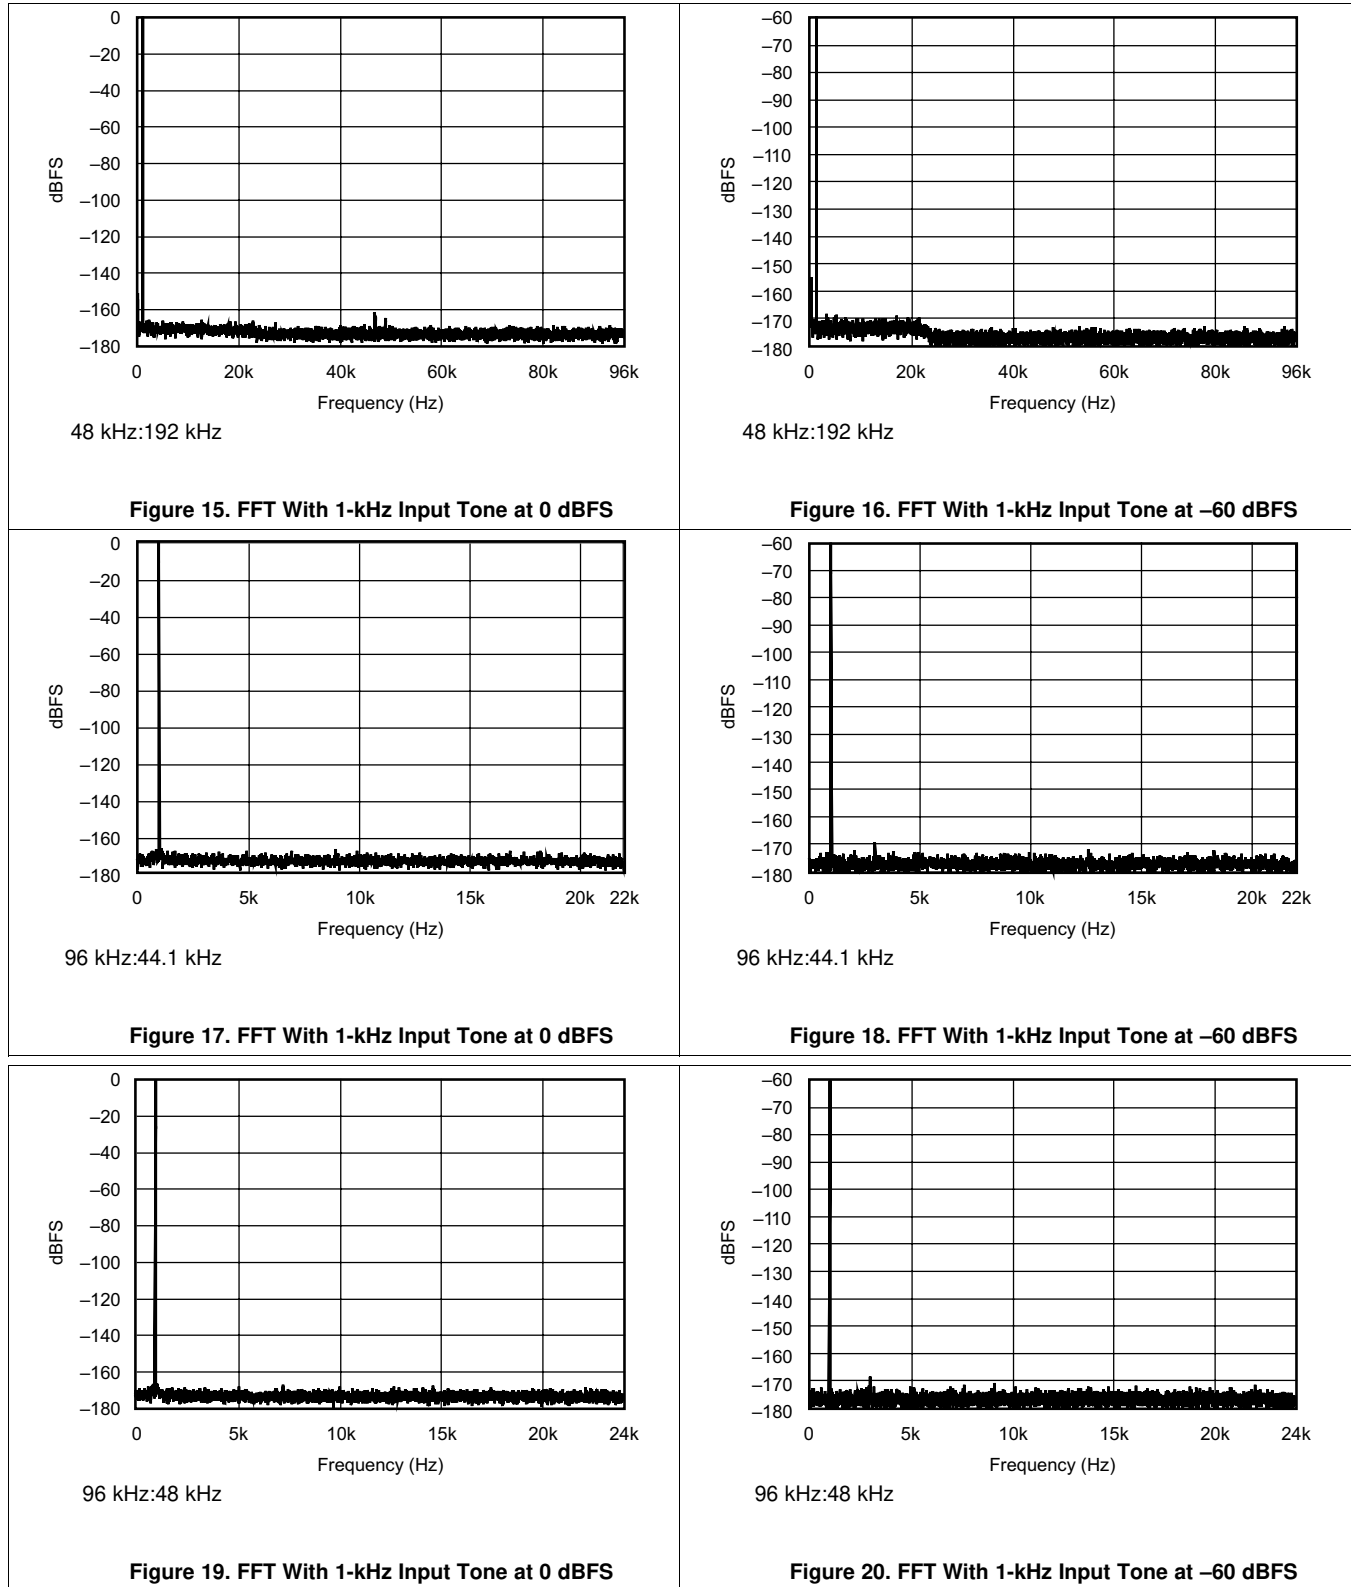 0
–20
–40
–60
–80
–100
–120
–140
–160
–180
dBFS
0 20k 40k 60k 80k 96k
Frequency (Hz)
48 kHz:192 kHz
Figure 15. FFT With 1-kHz Input Tone at 0 dBFS
–60
–70
–80
–90
–100
–110
–120
–130
–140
–150
–160
–170
–180
dBFS
0 20k 40k 60k 80k 96k
Frequency (Hz)
48 kHz:192 kHz
Figure 16. FFT With 1-kHz Input Tone at –60 dBFS
0
–20
–40
–60
–80
–100
–120
–140
–160
–180
dBFS
0 5k 10k 15k 20k 22k
Frequency (Hz)
96 kHz:44.1 kHz
Figure 17. FFT With 1-kHz Input Tone at 0 dBFS
–60
–70
–80
–90
–100
–110
–120
–130
–140
–150
–160
–170
–180
dBFS
0 5k 10k 15k 20k 22k
Frequency (Hz)
96 kHz:44.1 kHz
Figure 18. FFT With 1-kHz Input Tone at –60 dBFS
0
–20
–40
–60
–80
–100
–120
–140
–160
–180
dBFS
0 5k 10k 15k 20k 24k
Frequency (Hz)
96 kHz:48 kHz
Figure 19. FFT With 1-kHz Input Tone at 0 dBFS
–60
–70
–80
–90
–100
–110
–120
–130
–140
–150
–160
–170
–180
dBFS
0 5k 10k 15k 20k 24k
Frequency (Hz)
96 kHz:48 kHz
Figure 20. FFT With 1-kHz Input Tone at –60 dBFS